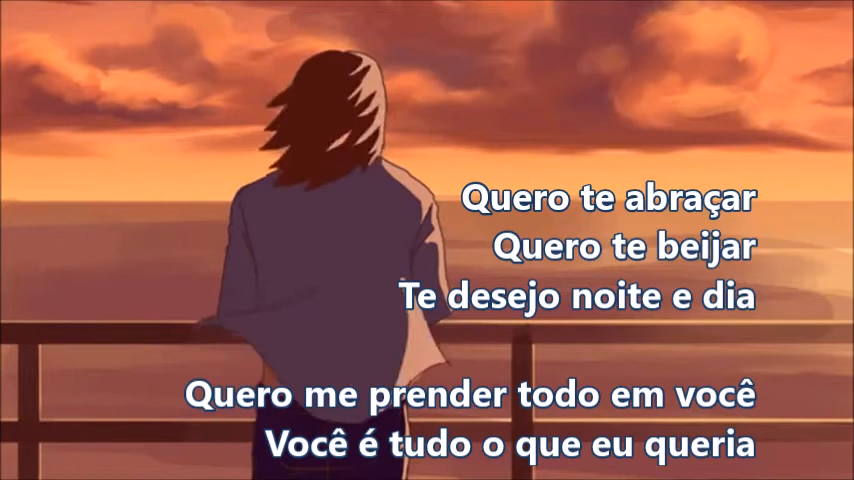 Quero te abraçar
Quero te beijar
Te desejo noite e dia
Quero me prender todo em você
Você é tudo o que eu queria